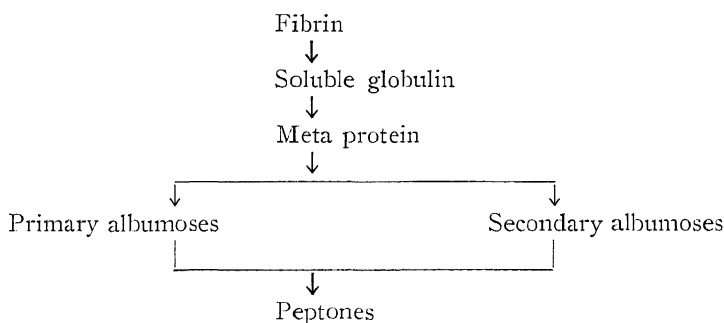 Fibrin
Soluble globulin
Meta protein
Primary albumoses Secondary albumoses
Peptones